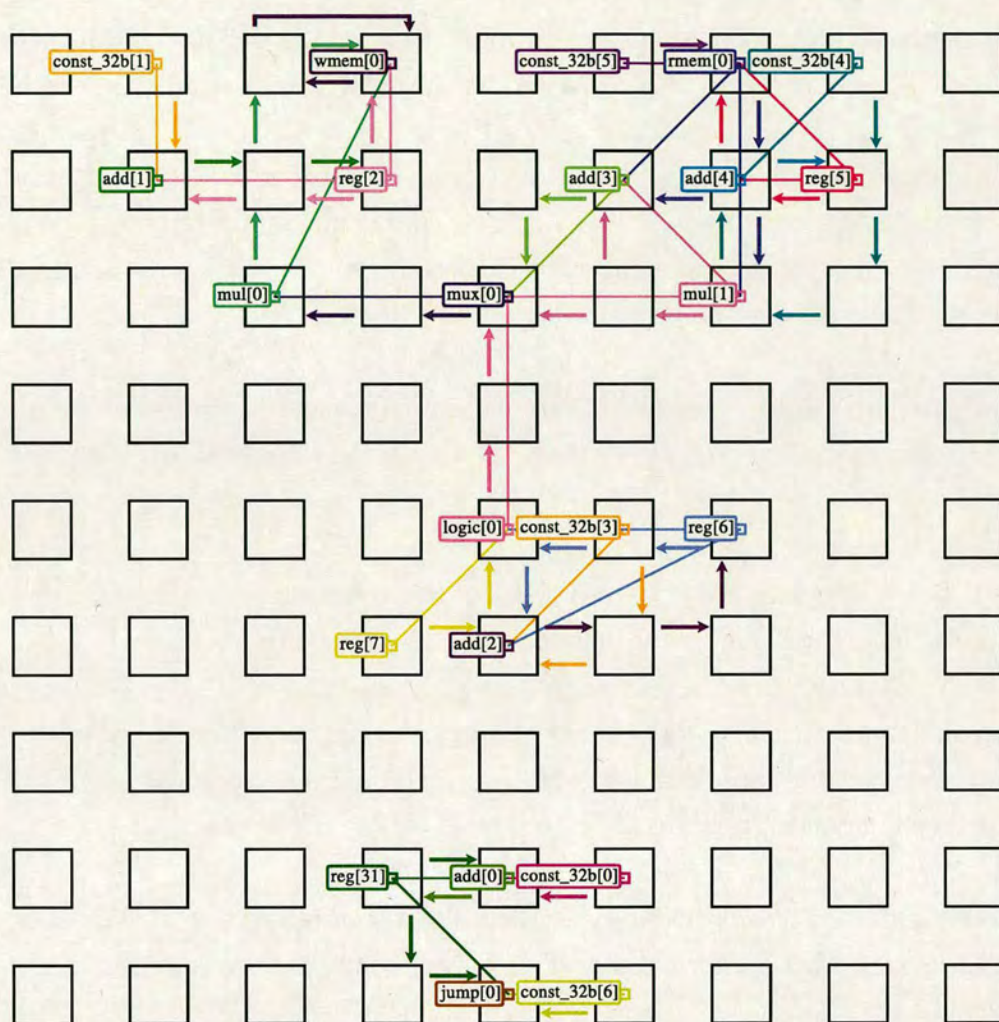 const_32b[1] wmem[0] const_32b[5] rmem[0] const_32b[4]
add[1] reg[2] add[3] add[4] reg[5]
mul[0] mux[0] mul[1]
logic[0] const_32b[3] reg[6]
reg[7] add[2]
reg[31] add[0] const_32b[0]
jump[0] const_32b[6]